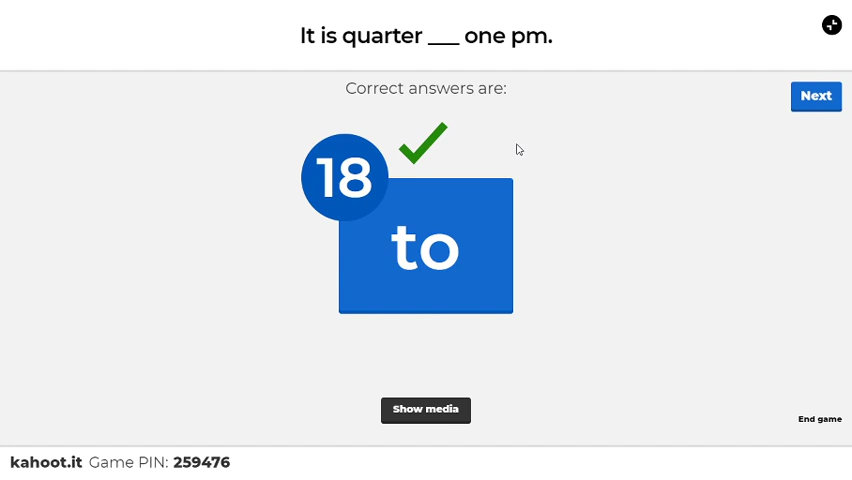 It is quarter ___ one pm.
Correct answers are:
Next
18
to
Show media
End game
kahoot.it Game PIN: 259476